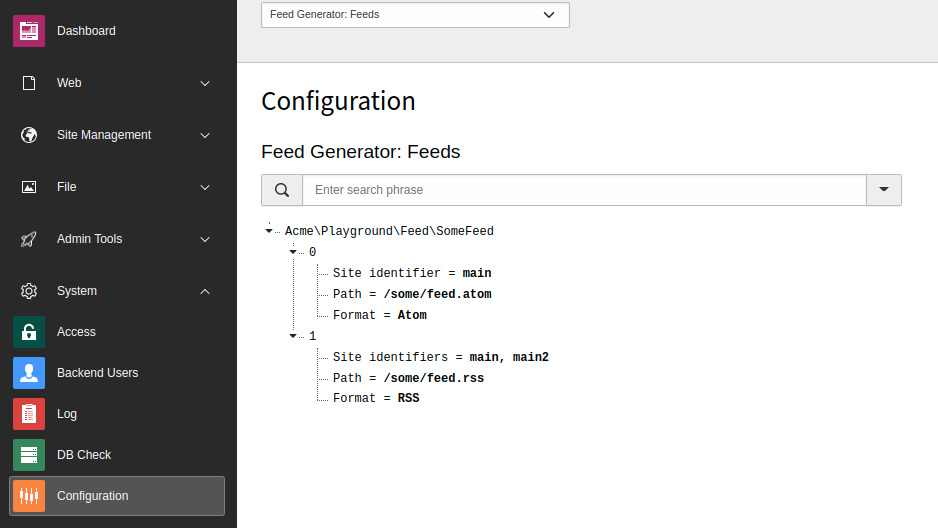 Dashboard
Web
Site Management
File
Admin Tools
System
Access
Backend Users
Log
DB Check
Configuration
Feed Generator: Feeds
Configuration
Feed Generator: Feeds
Enter search phrase
Acme\Playground\Feed\SomeFeed
0
Site identifier = main
Path = /some/feed.atom
Format = Atom
1
Site identifiers = main, main2
Path = /some/feed.rss
Format = RSS